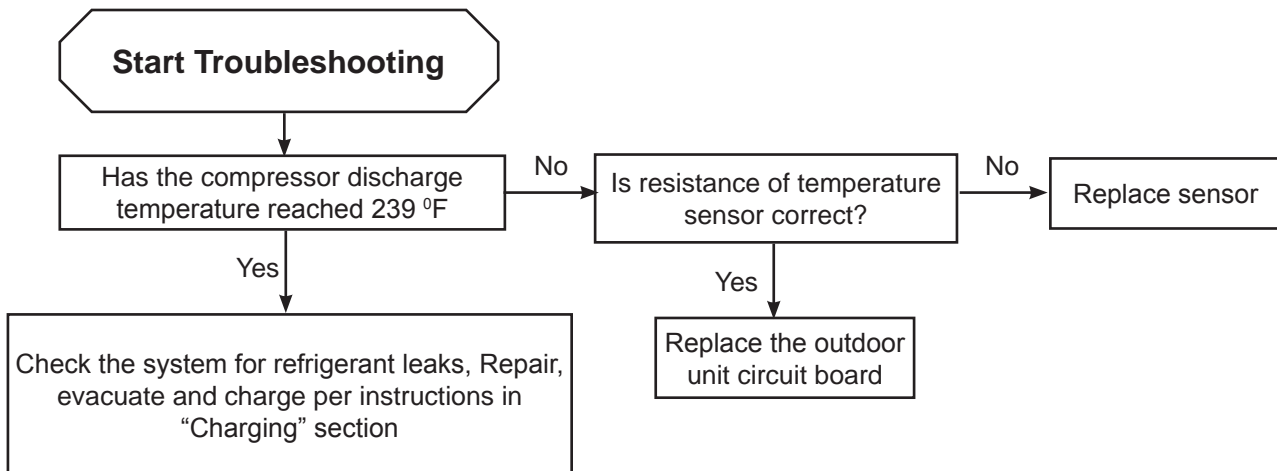 Start Troubleshooting
Has the compressor discharge
temperature reached 239 ⁰F
No
Is resistance of temperature
sensor correct?
No
Replace sensor
Yes
Yes
Check the system for refrigerant leaks, Repair,
evacuate and charge per instructions in
“Charging” section
Replace the outdoor
unit circuit board